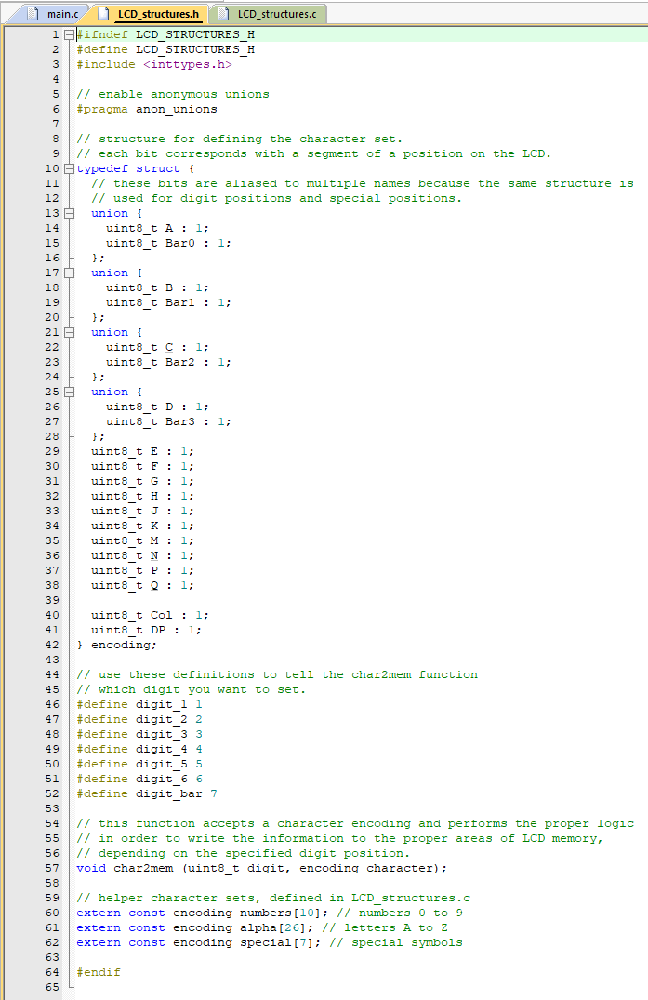 main.c LCD_structures.h LCD_structures.c
1 #ifndef LCD_STRUCTURES_H
2 #define LCD_STRUCTURES_H
3 #include <inttypes.h>
4
5 // enable anonymous unions
6 #pragma anon_unions
7
8 // structure for defining the character set.
9 // each bit corresponds with a segment of a position on the LCD.
10 typedef struct {
11 // these bits are aliased to multiple names because the same structure is
12 // used for digit positions and special positions.
13 union {
14 uint8_t A : 1;
15 uint8_t Bar0 : 1;
16 };
17 union {
18 uint8_t B : 1;
19 uint8_t Bar1 : 1;
20 };
21 union {
22 uint8_t C : 1;
23 uint8_t Bar2 : 1;
24 };
25 union {
26 uint8_t D : 1;
27 uint8_t Bar3 : 1;
28 };
29 uint8_t E : 1;
30 uint8_t F : 1;
31 uint8_t G : 1;
32 uint8_t H : 1;
33 uint8_t J : 1;
34 uint8_t K : 1;
35 uint8_t M : 1;
36 uint8_t N : 1;
37 uint8_t P : 1;
38 uint8_t Q : 1;
39
40 uint8_t Col : 1;
41 uint8_t DP : 1;
42 } encoding;
43
44 // use these definitions to tell the char2mem function
45 // which digit you want to set.
46 #define digit_1 1
47 #define digit_2 2
48 #define digit_3 3
49 #define digit_4 4
50 #define digit_5 5
51 #define digit_6 6
52 #define digit_bar 7
53
54 // this function accepts a character encoding and performs the proper logic
55 // in order to write the information to the proper areas of LCD memory,
56 // depending on the specified digit position.
57 void char2mem (uint8_t digit, encoding character);
58
59 // helper character sets, defined in LCD_structures.c
60 extern const encoding numbers[10]; // numbers 0 to 9
61 extern const encoding alpha[26]; // letters A to Z
62 extern const encoding special[7]; // special symbols
63
64 #endif
65